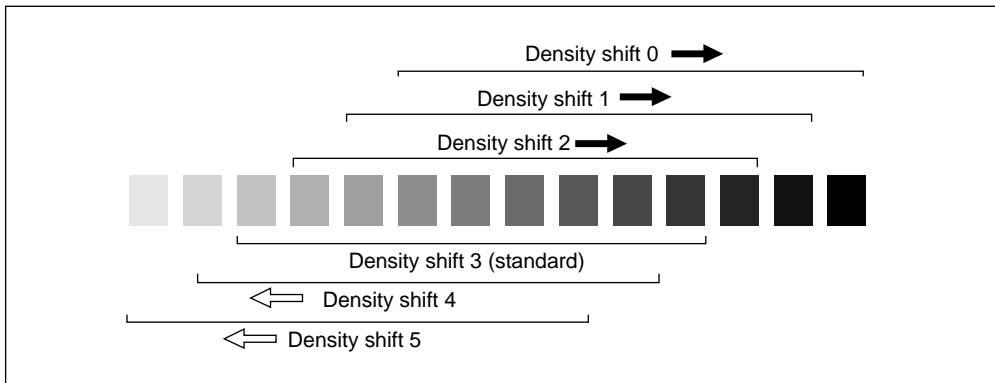 Density shift 0
Density shift 1
Density shift 2
Density shift 3 (standard)
Density shift 4
Density shift 5